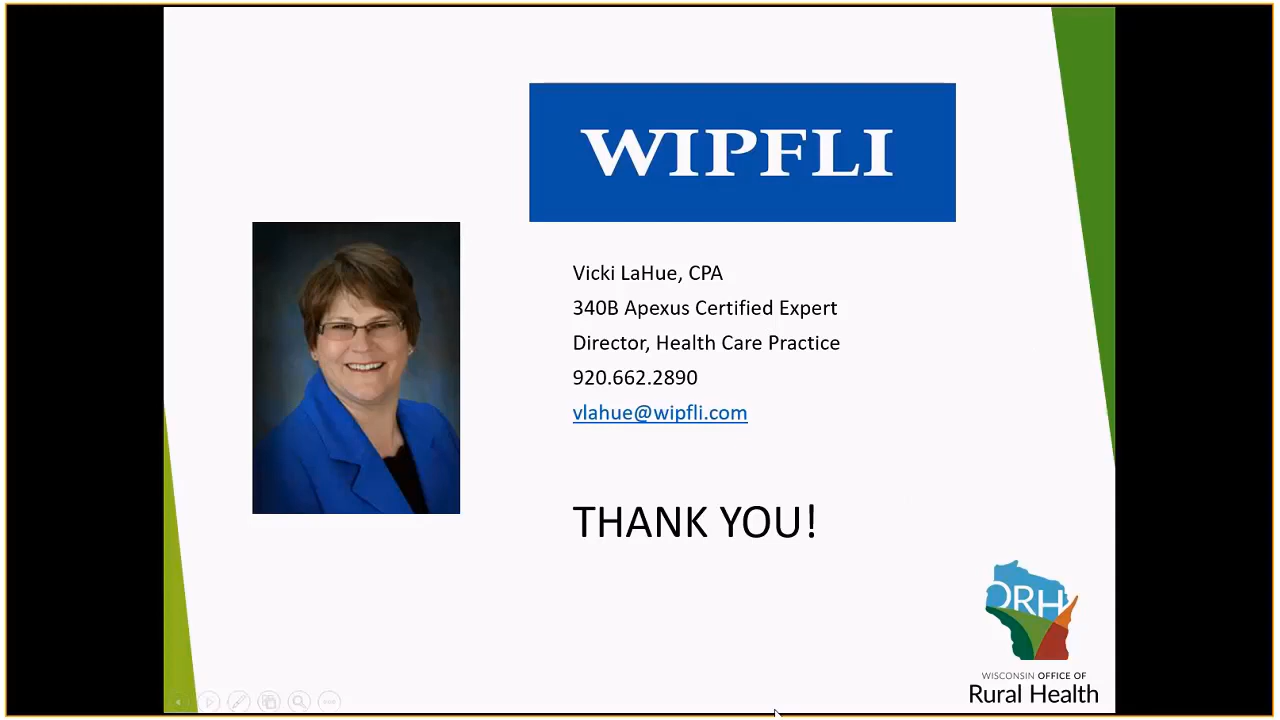 WIPFLI
Vicki LaHue, CPA
340B Apexus Certified Expert
Director, Health Care Practice
920.662.2890
vlahue@wipfli.com
THANK YOU!
ORH
WISCONSIN OFFICE OF
Rural Health